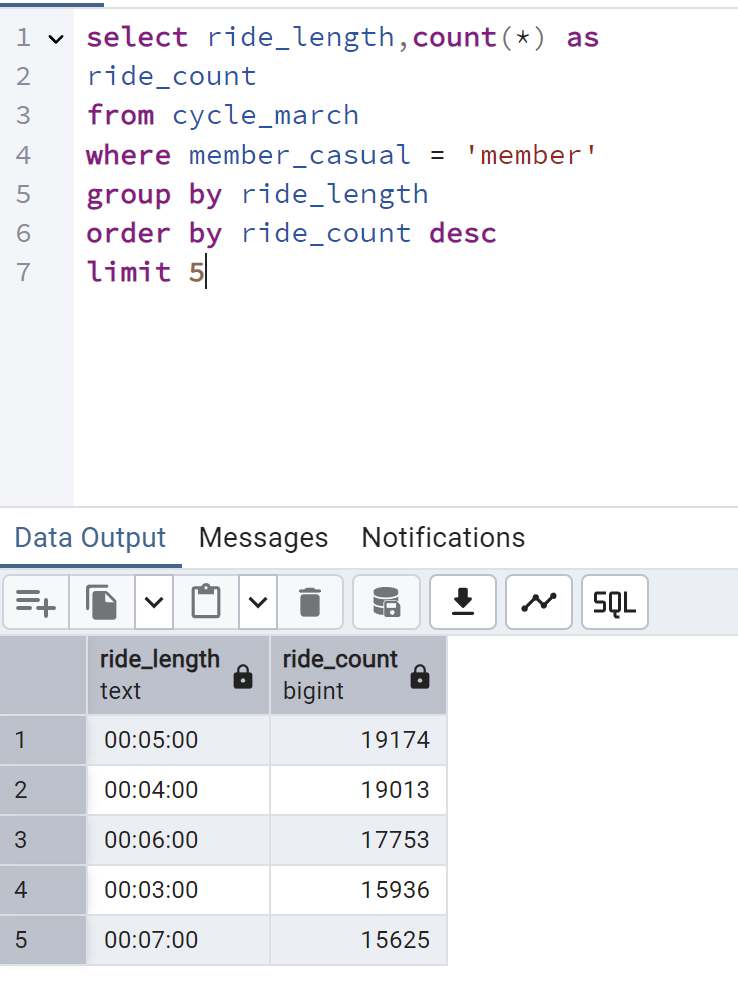 1 select ride_length,count(*) as
2 ride_count
3 from cycle_march
4 where member_casual = 'member'
5 group by ride_length
6 order by ride_count desc
7 limit 5
Data Output Messages Notifications
SQL
ride_length ride_count
text bigint
1 00:05:00 19174
2 00:04:00 19013
3 00:06:00 17753
4 00:03:00 15936
5 00:07:00 15625